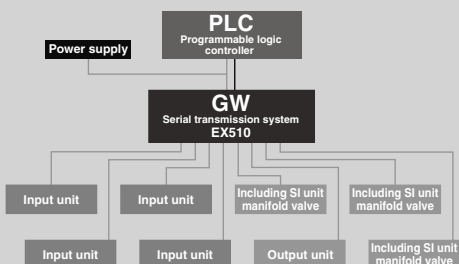 PLC
Programmable logic
controller
Power supply
GW
Serial transmission system
EX510
Input unit
Input unit
Including SI unit
manifold valve
Including SI unit
manifold valve
Input unit
Input unit
Output unit
Including SI unit
manifold valve